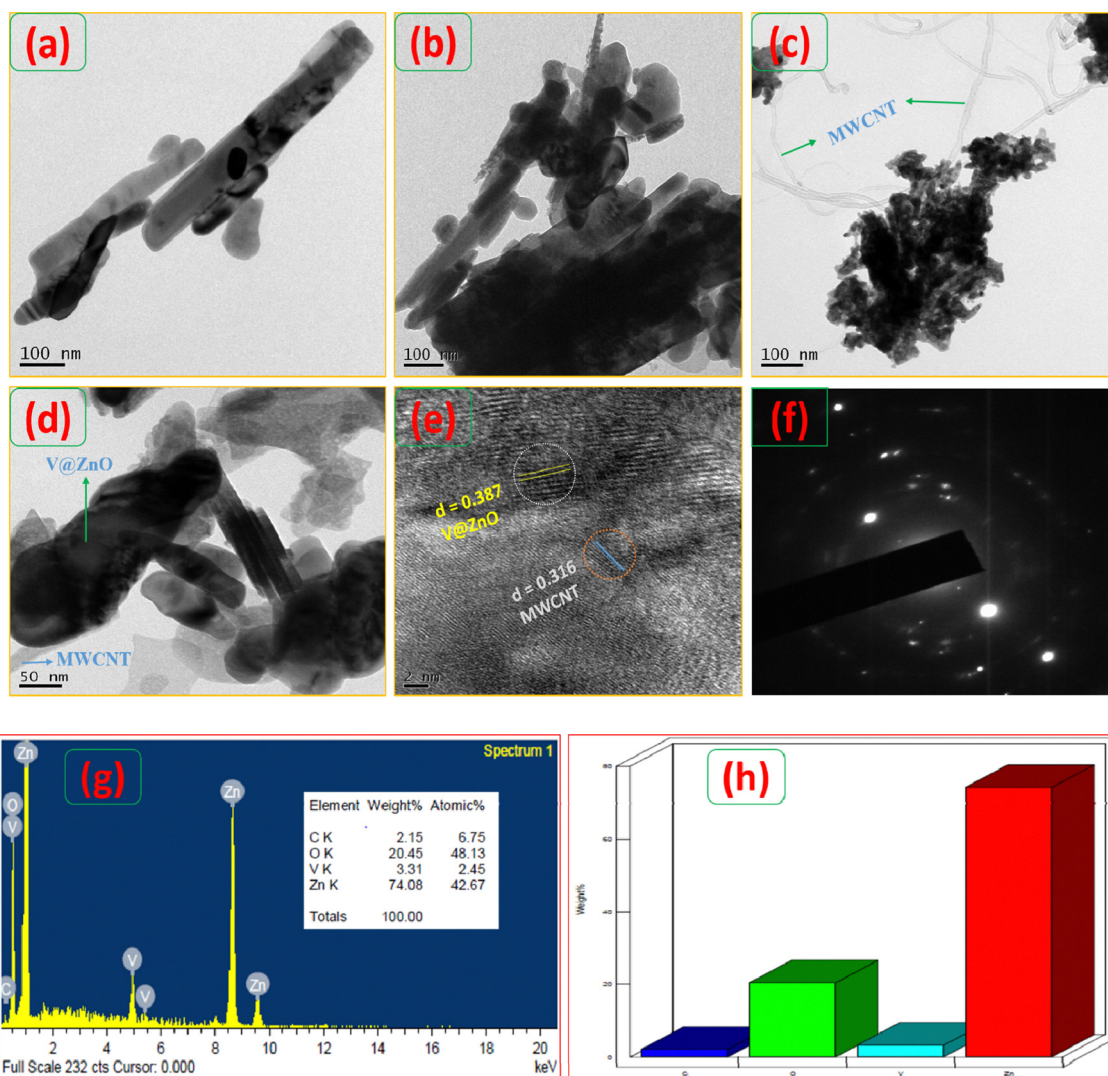 (a)
100 nm
(b)
100 nm
(c)
MWCNT
100 nm
(d)
V@ZnO
MWCNT
50 nm
(e)
d = 0.387
V@ZnO
d = 0.316
MWCNT
2 nm
(f)
(g)
Spectrum 1
Zn
O
V
C
V
V
Zn
Zn
Element Weight% Atomic%
C K 2.15 6.75
O K 20.45 48.13
V K 3.31 2.45
Zn K 74.08 42.67
Totals 100.00
2 4 6 8 10 12 14 16 18 20
Full Scale 232 cts Cursor: 0.000 keV
(h)
80
60
40
20
0
Weight%
O
V
Zn